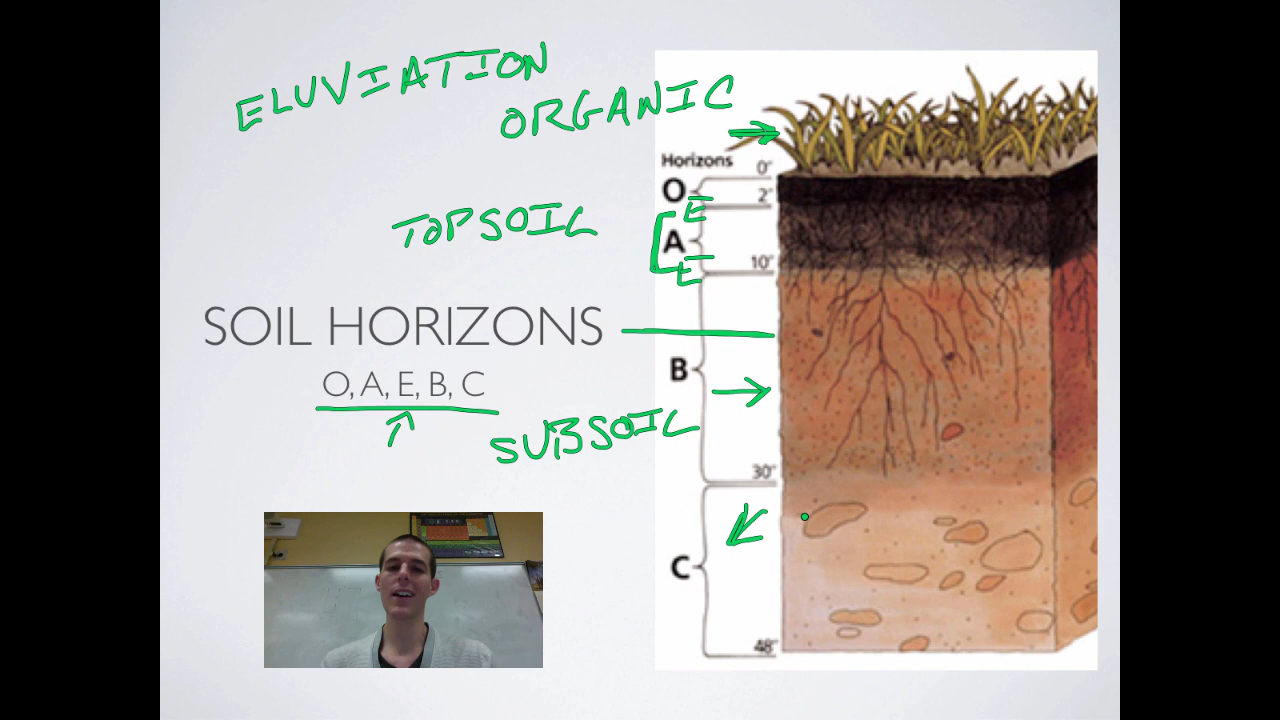 ELUVIATION
ORGANIC
Horizons
0"
O
2"
E
TOPSOIL
A
E
10"
SOIL HORIZONS
O, A, E, B, C
B
SUBSOIL
30"
C
48"